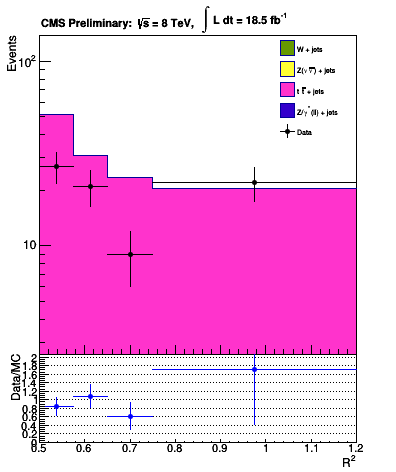 CMS Preliminary: √s = 8 TeV, ∫ L dt = 18.5 fb⁻¹
Events
10²
10
W + jets
Z(ν ν̅) + jets
t t̅ + jets
Z/γ*(ll) + jets
Data
Data/MC
2
1.8
1.6
1.4
1.2
1
0.8
0.6
0.4
0.2
0
0.5 0.6 0.7 0.8 0.9 1 1.1 1.2
R²